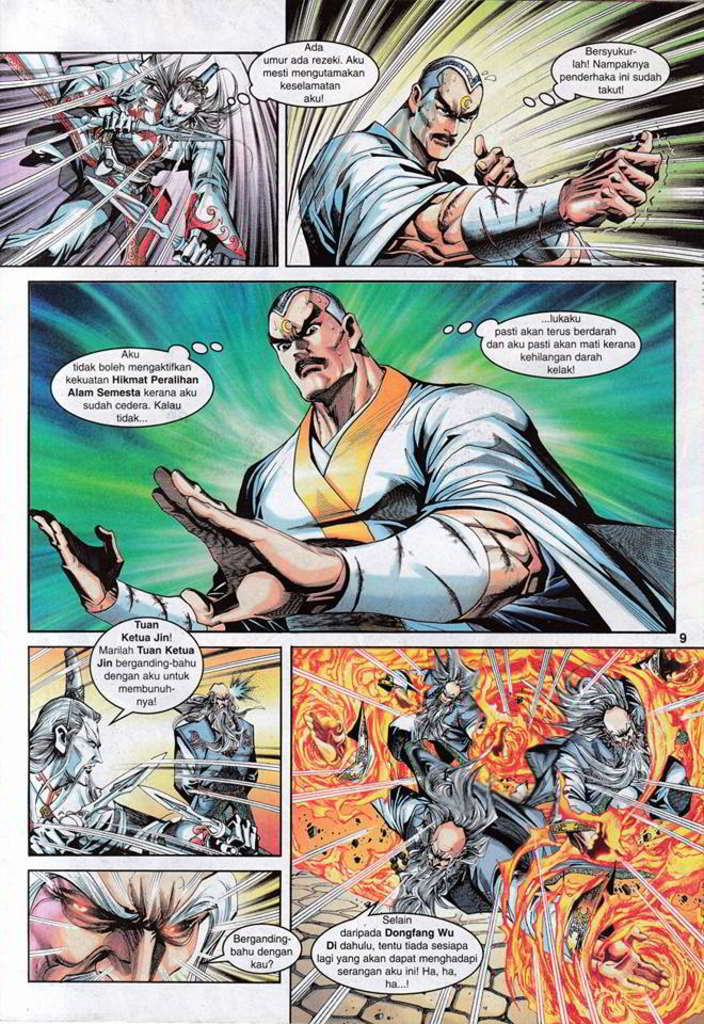 Ada
umur ada rezeki. Aku
mesti mengutamakan
keselamatan
aku!
Bersyukur-
lah! Nampaknya
penderhaka ini sudah
takut!
Aku
tidak boleh mengaktifkan
kekuatan Hikmat Peralihan
Alam Semesta kerana aku
sudah cedera. Kalau
tidak...
...lukaku
pasti akan terus berdarah
dan aku pasti akan mati kerana
kehilangan darah
kelak!
9
Tuan
Ketua Jin!
Marilah Tuan Ketua
Jin berganding-bahu
dengan aku untuk
membunuh-
nya!
Berganding-
bahu dengan
kau?
Selain
daripada Dongfang Wu
Di dahulu, tentu tiada sesiapa
lagi yang akan dapat mematahkan
serangan aku ini! Ha, ha,
ha...!